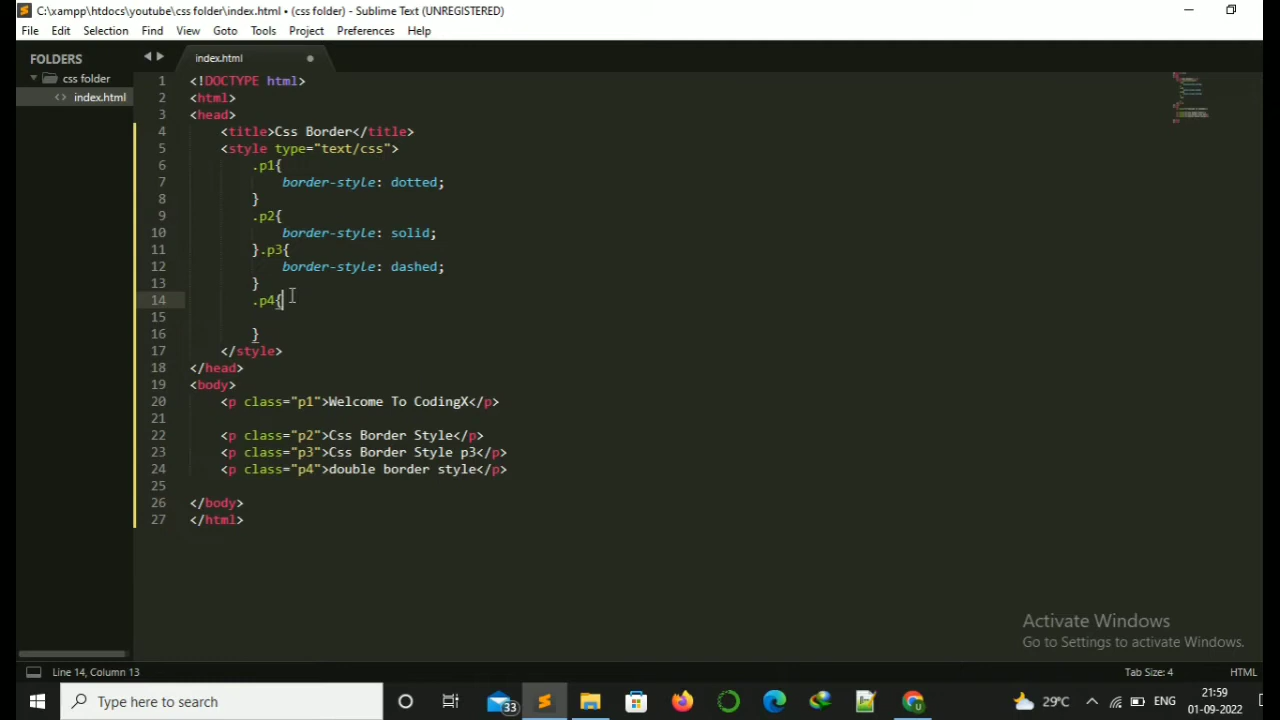 C:\xampp\htdocs\youtube\css folder\index.html • (css folder) - Sublime Text (UNREGISTERED)
File Edit Selection Find View Goto Tools Project Preferences Help
FOLDERS
css folder
<> index.html
index.html
1 <!DOCTYPE html>
2 <html>
3 <head>
4 <title>Css Border</title>
5 <style type="text/css">
6 .p1{
7 border-style: dotted;
8 }
9 .p2{
10 border-style: solid;
11 }.p3{
12 border-style: dashed;
13 }
14 .p4{
15
16 }
17 </style>
18 </head>
19 <body>
20 <p class="p1">Welcome To CodingX</p>
21
22 <p class="p2">Css Border Style</p>
23 <p class="p3">Css Border Style p3</p>
24 <p class="p4">double border style</p>
25
26 </body>
27 </html>
Activate Windows
Go to Settings to activate Windows.
Line 14, Column 13 Tab Size: 4 HTML
Type here to search 33 29°C ENG 21:59
01-09-2022